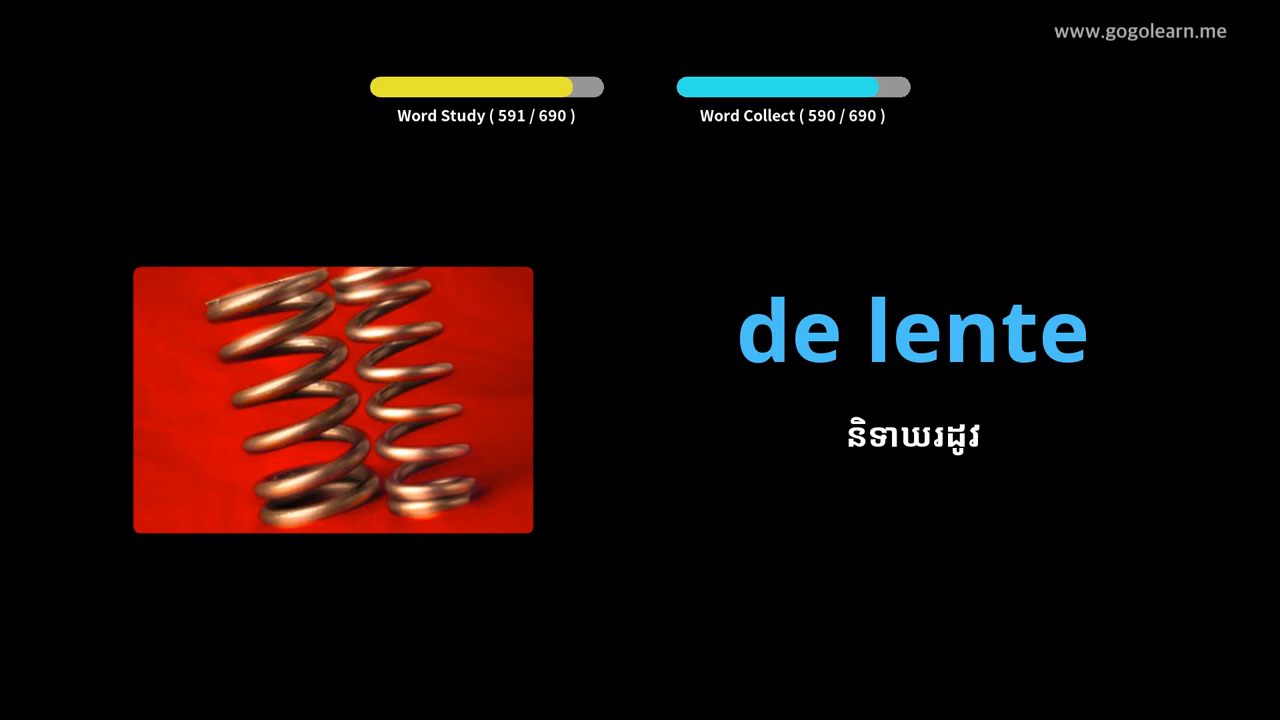 www.gogolearn.me
Word Study ( 591 / 690 )
Word Collect ( 590 / 690 )
de lente
និទាឃរដូវ